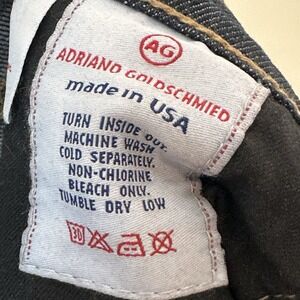 AG
ADRIANO GOLDSCHMIED
made in USA
TURN INSIDE OUT.
MACHINE WASH
COLD SEPARATELY.
NON-CHLORINE
BLEACH ONLY.
TUMBLE DRY LOW
30